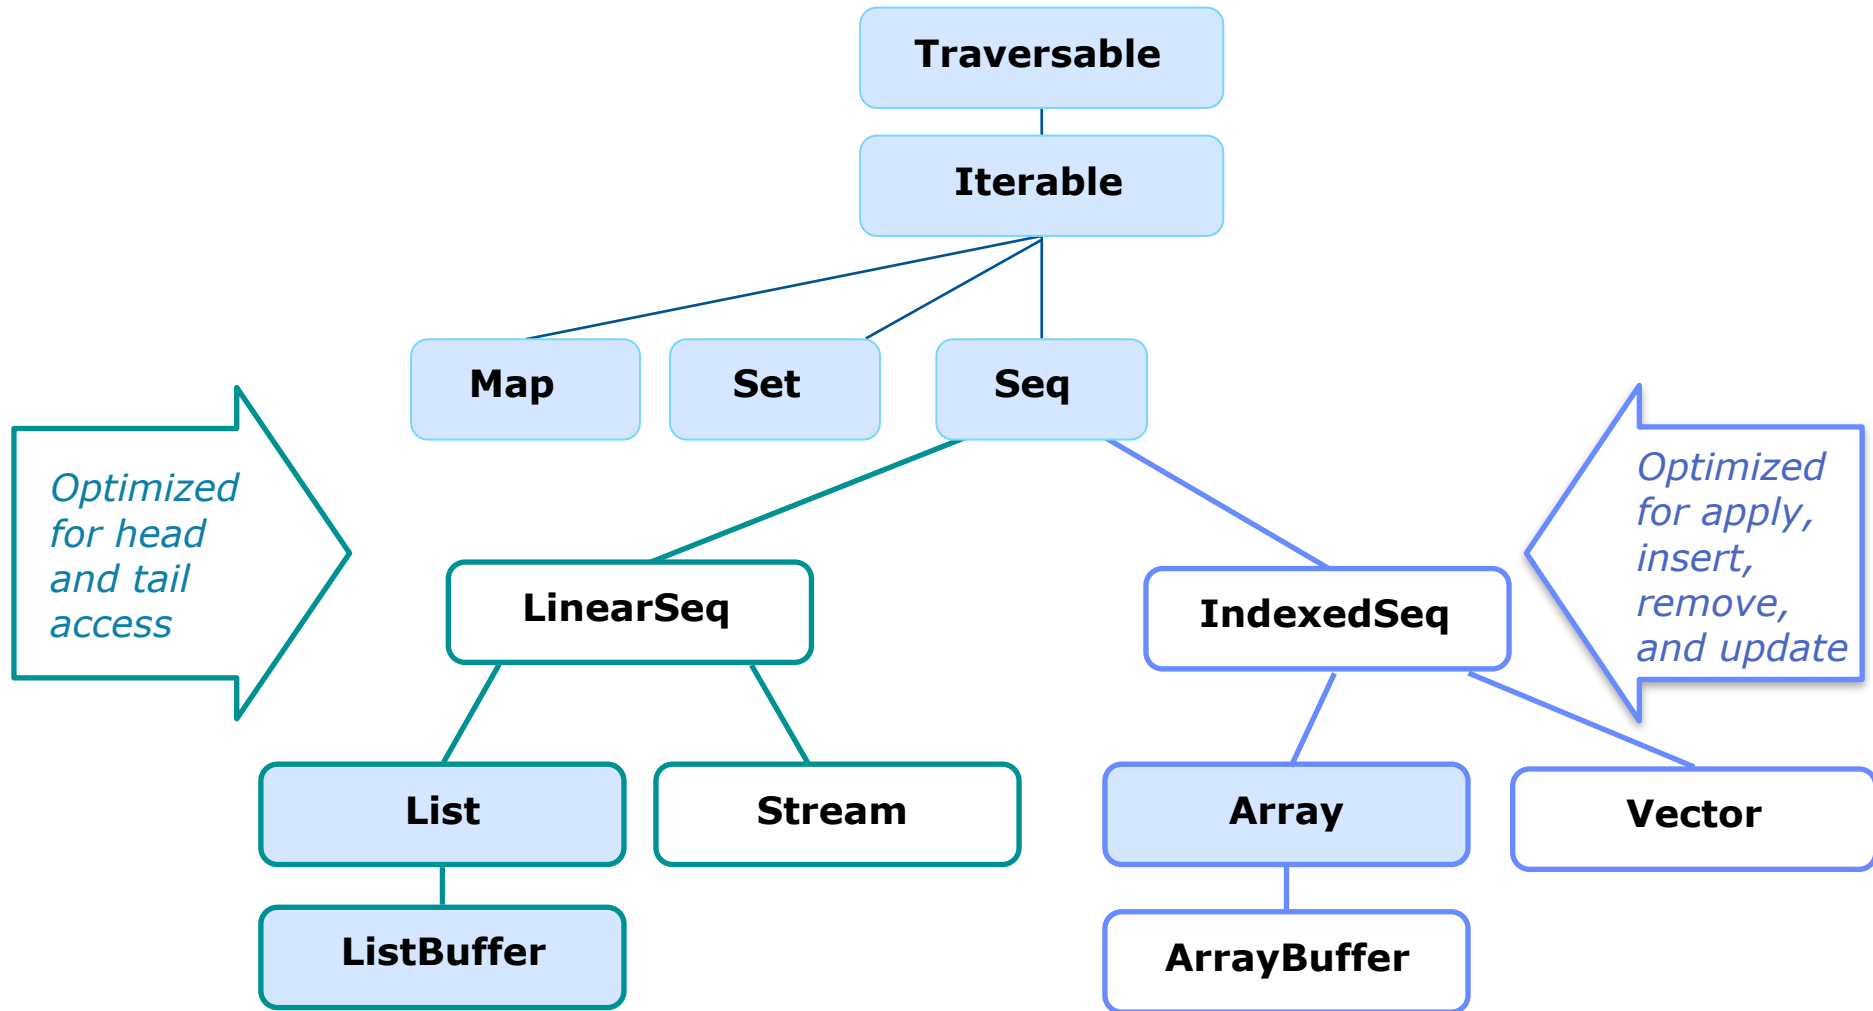 Traversable
Iterable
Map
Set
Seq
Optimized
for head
and tail
access
Optimized
for apply,
insert,
remove,
and update
LinearSeq
IndexedSeq
List
Stream
Array
Vector
ListBuffer
ArrayBuffer